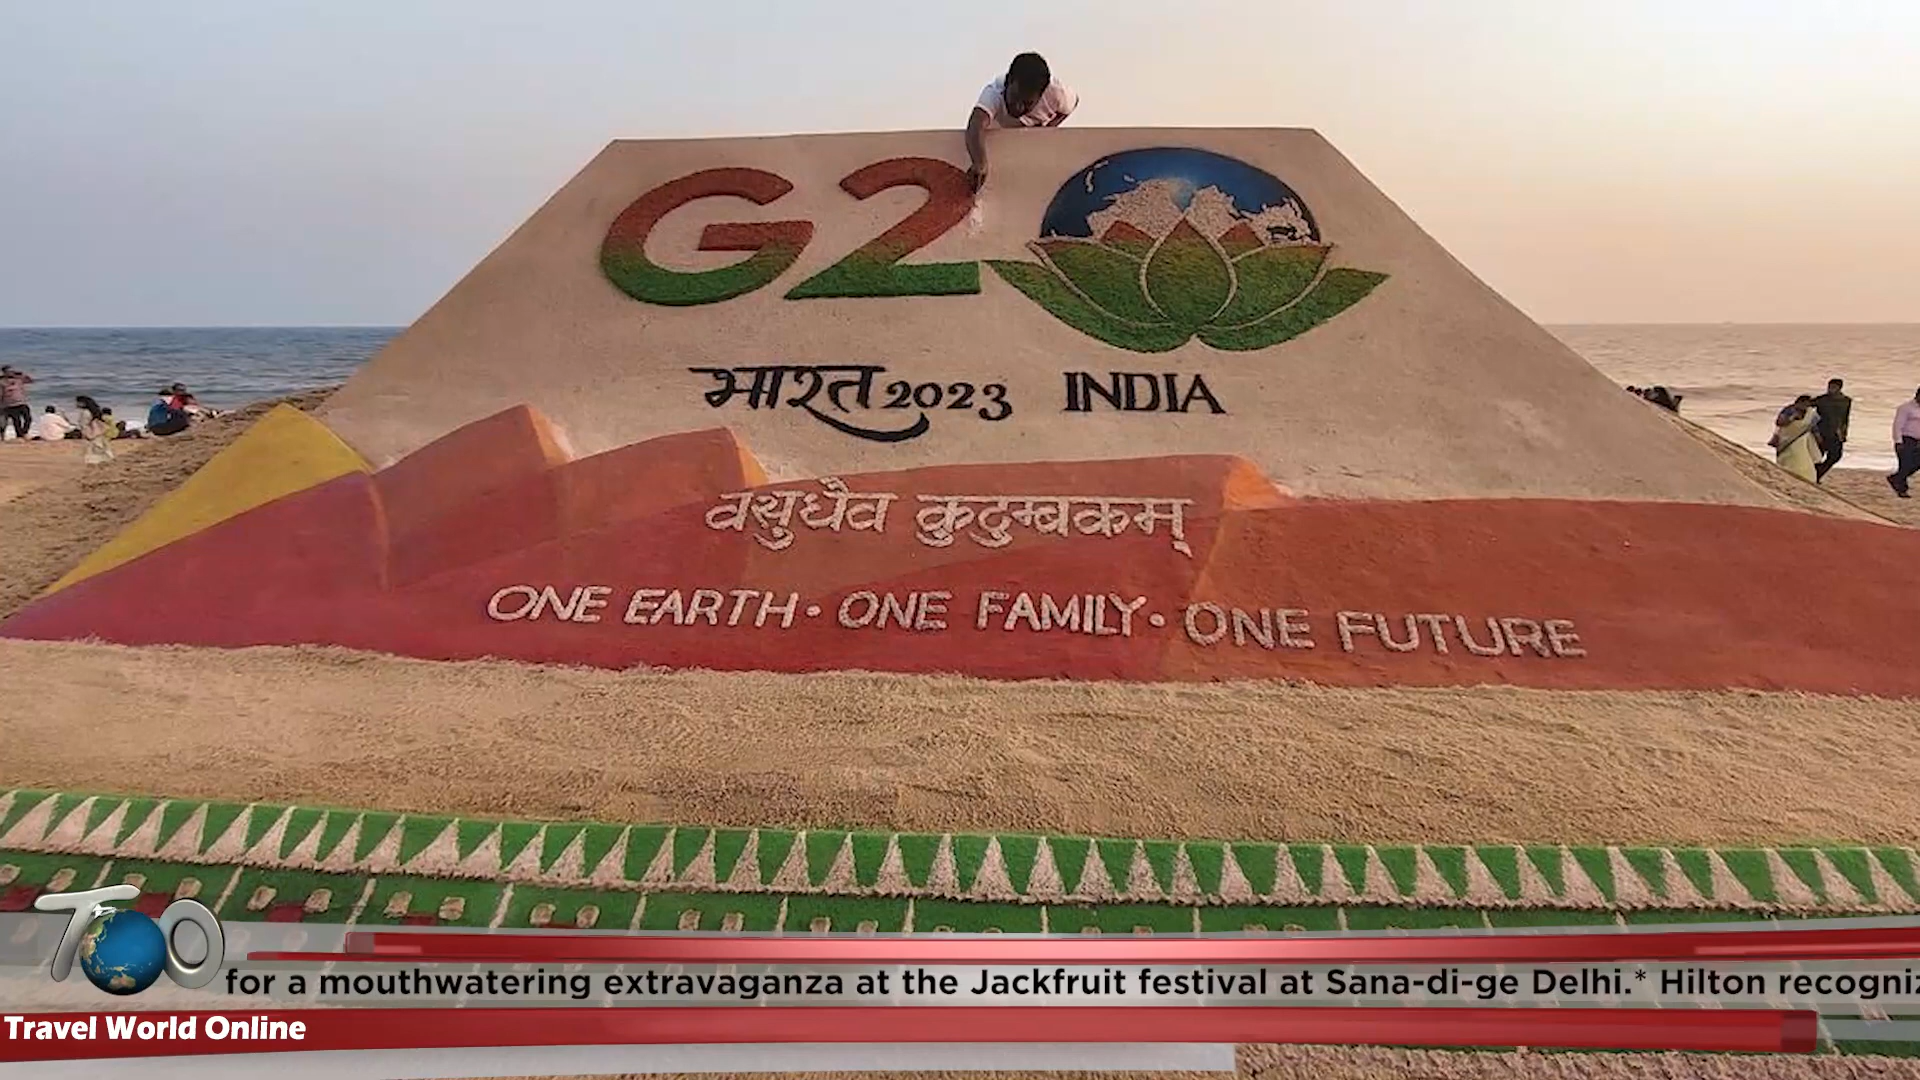 G20
भारत 2023 INDIA
वसुधैव कुटुम्बकम्
ONE EARTH • ONE FAMILY • ONE FUTURE
TWO
for a mouthwatering extravaganza at the Jackfruit festival at Sana-di-ge Delhi.* Hilton recogniz
Travel World Online